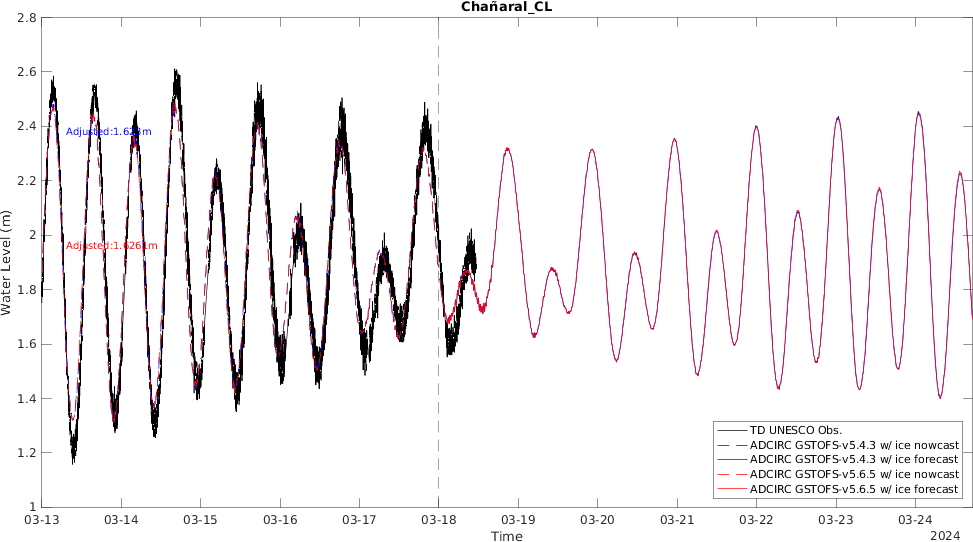 Chañaral_CL
2.8
2.6
2.4
2.2
2
1.8
1.6
1.4
1.2
1
Water Level (m)
Adjusted:1.623m
Adjusted:1.6261m
TD UNESCO Obs.
ADCIRC GSTOFS-v5.4.3 w/ ice nowcast
ADCIRC GSTOFS-v5.4.3 w/ ice forecast
ADCIRC GSTOFS-v5.6.5 w/ ice nowcast
ADCIRC GSTOFS-v5.6.5 w/ ice forecast
03-13 03-14 03-15 03-16 03-17 03-18 03-19 03-20 03-21 03-22 03-23 03-24
Time
2024